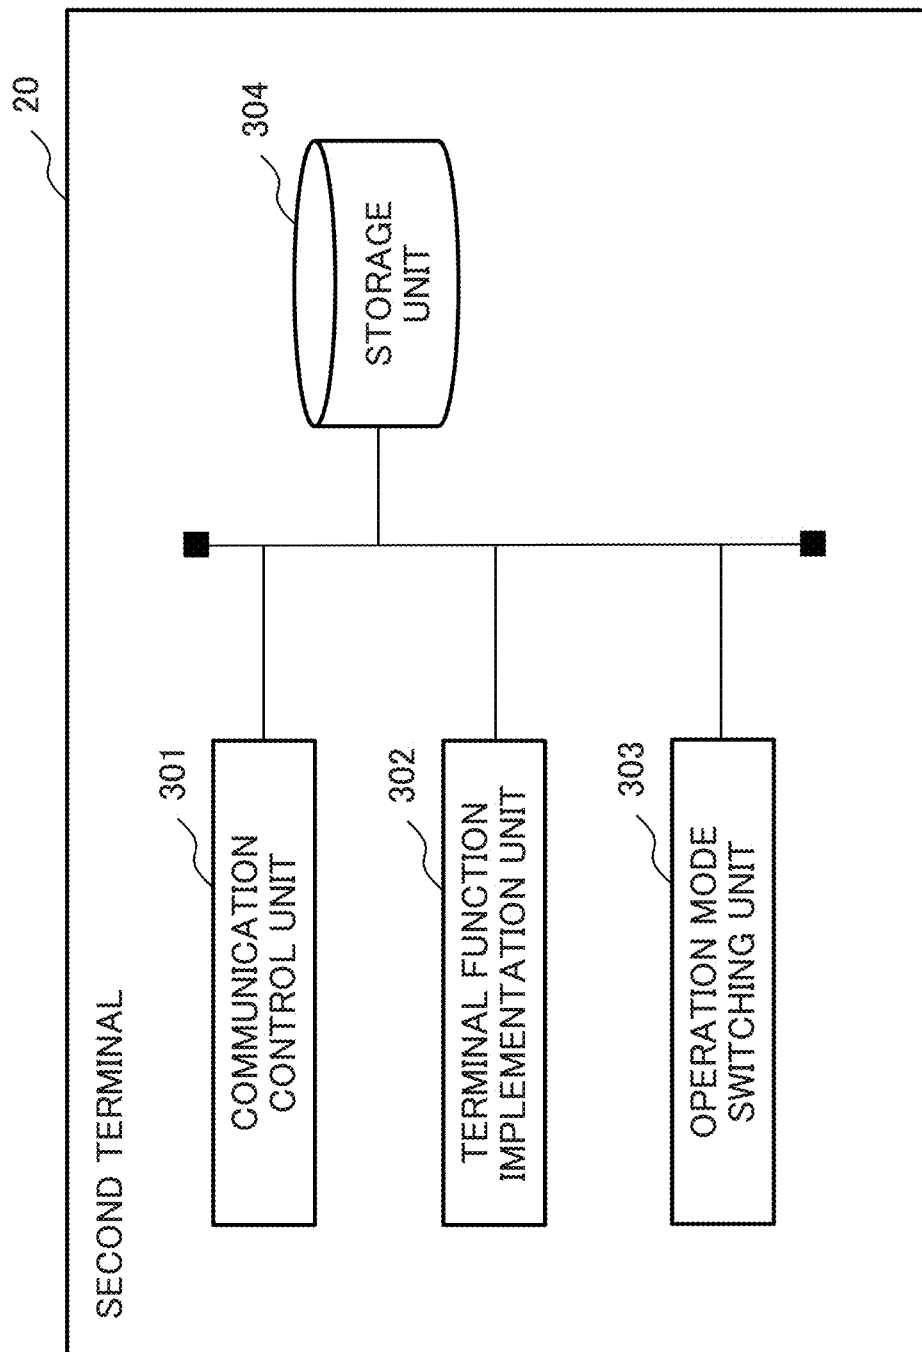 20
SECOND TERMINAL
301
COMMUNICATION
CONTROL UNIT
302
TERMINAL FUNCTION
IMPLEMENTATION UNIT
303
OPERATION MODE
SWITCHING UNIT
304
STORAGE
UNIT